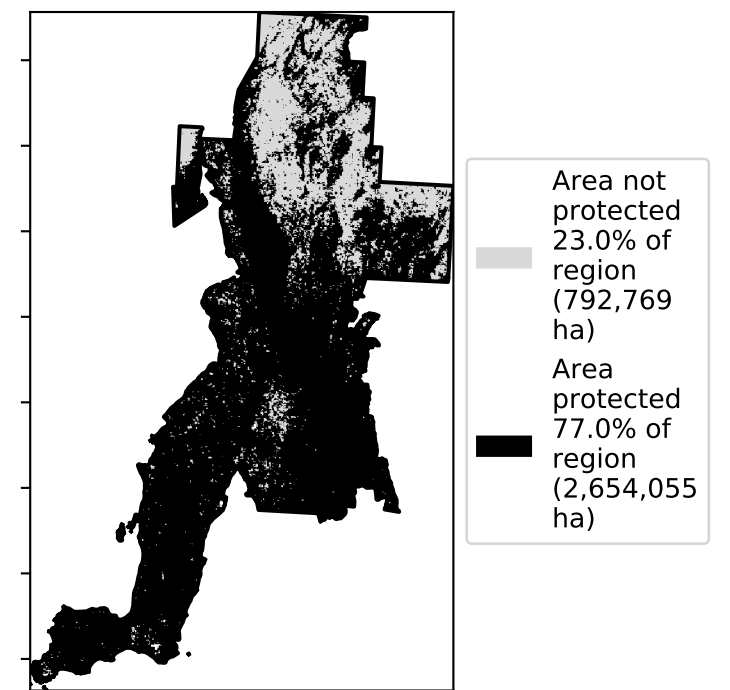 Area not
protected
23.0% of
region
(792,769
ha)
Area
protected
77.0% of
region
(2,654,055
ha)